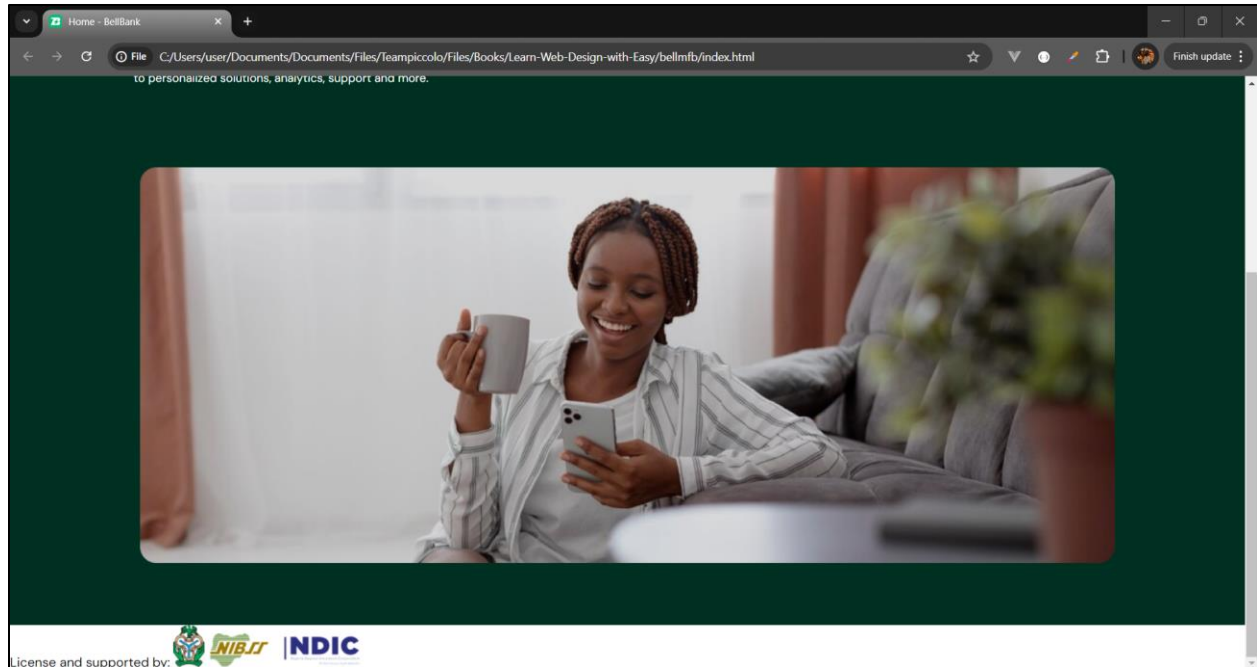 Home - BellBank
File C:/Users/user/Documents/Documents/Files/Teampiccolo/Files/Books/Learn-Web-Design-with-Easy/bellmfb/index.html
Finish update
to personalized solutions, analytics, support and more.
License and supported by: NIBSS NDIC